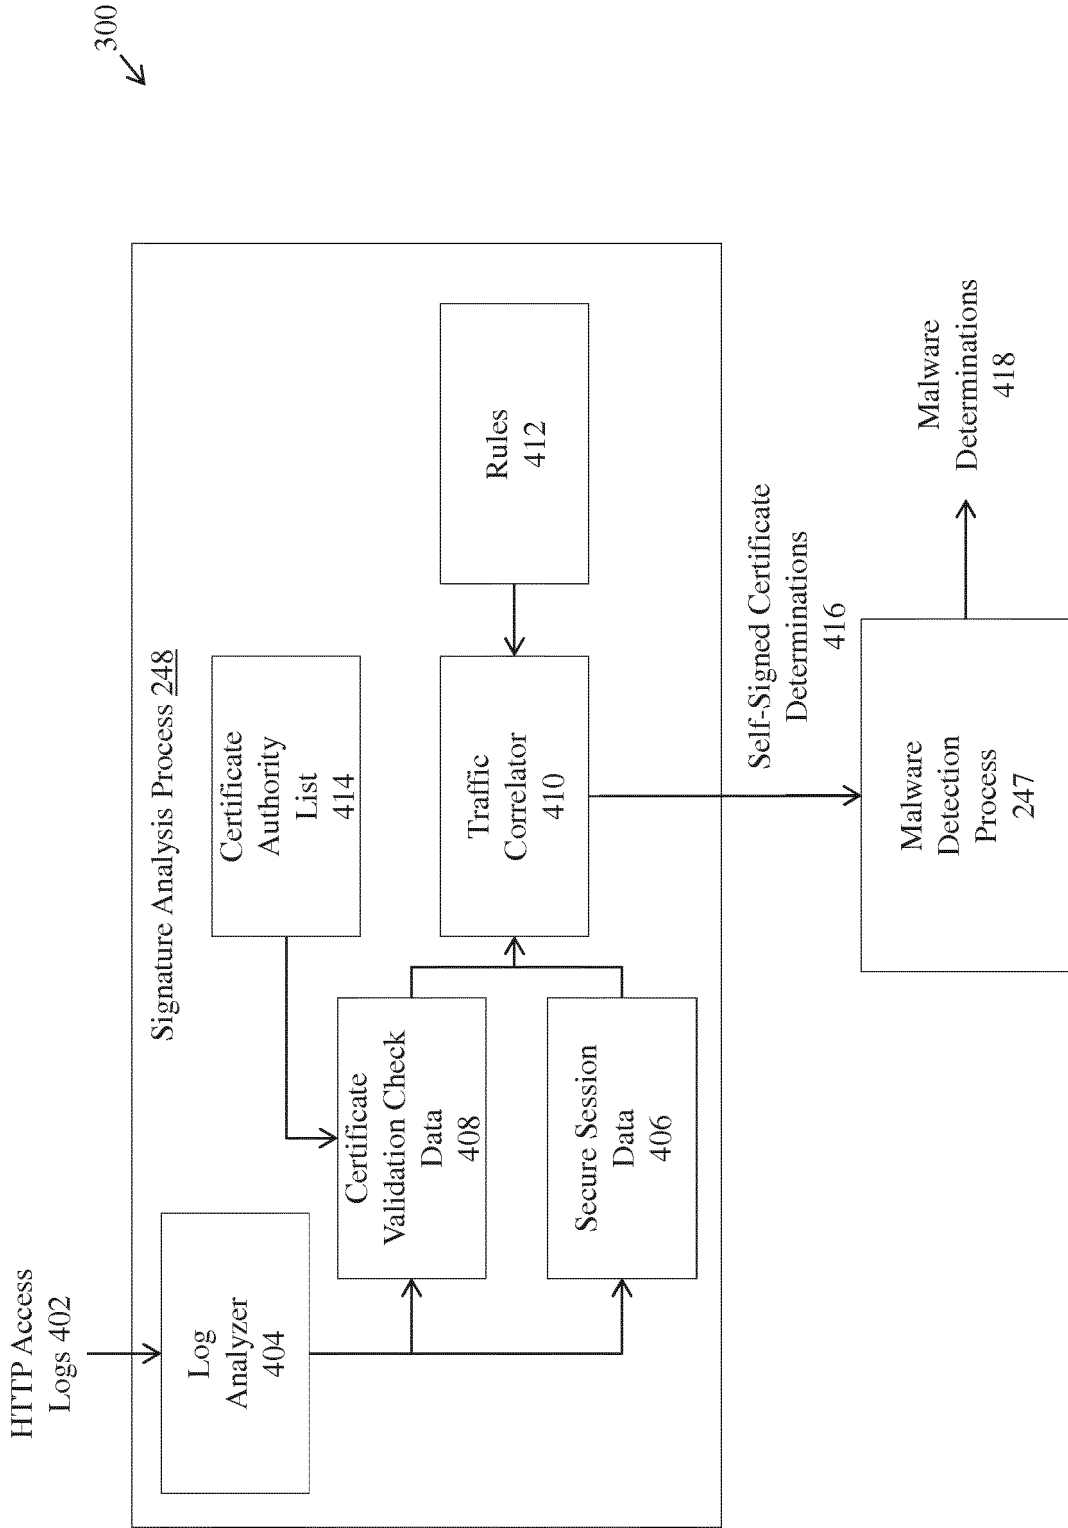 300
HTTP Access
Logs 402
Signature Analysis Process 248
Log
Analyzer
404
Certificate
Authority
List
414
Certificate
Validation Check
Data
408
Secure Session
Data
406
Traffic
Correlator
410
Rules
412
Self-Signed Certificate
Determinations
416
Malware
Detection
Process
247
Malware
Determinations
418